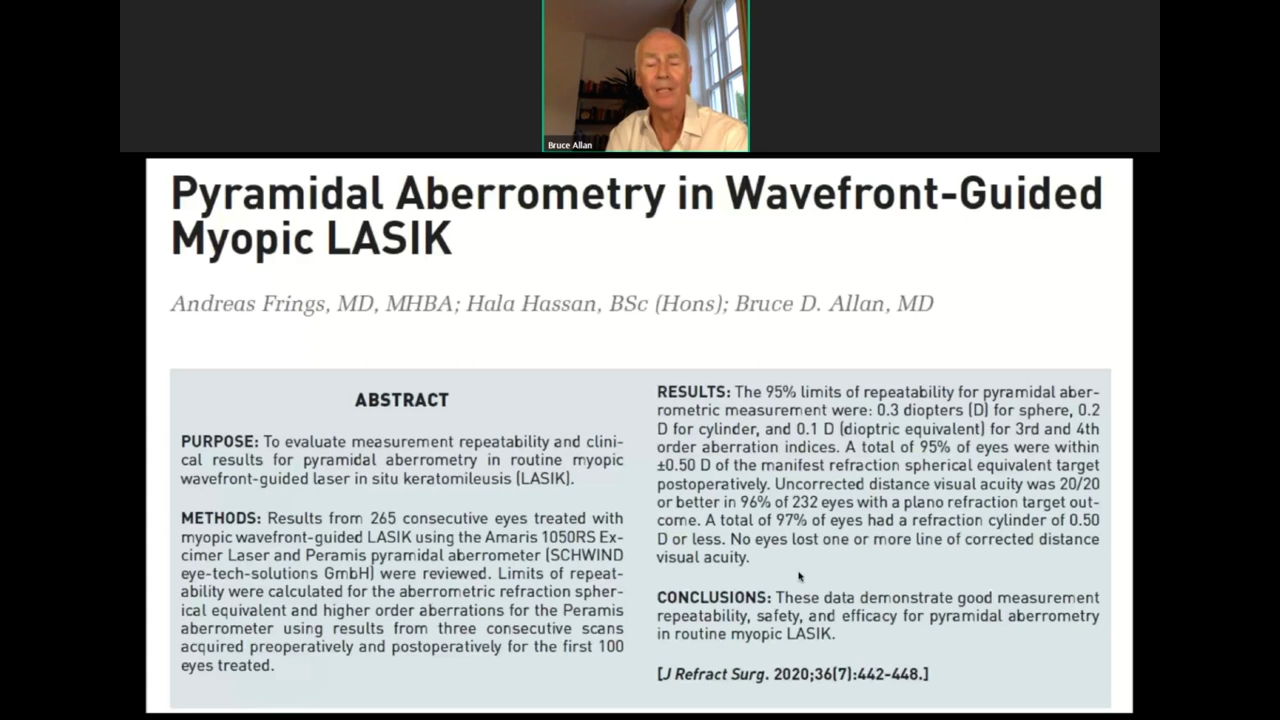 Bruce Allan
Pyramidal Aberrometry in Wavefront-Guided
Myopic LASIK
Andreas Frings, MD, MHBA; Hala Hassan, BSc (Hons); Bruce D. Allan, MD
ABSTRACT
PURPOSE: To evaluate measurement repeatability and clini-
cal results for pyramidal aberrometry in routine myopic
wavefront-guided laser in situ keratomileusis (LASIK).
METHODS: Results from 265 consecutive eyes treated with
myopic wavefront-guided LASIK using the Amaris 1050RS Ex-
cimer Laser and Peramis pyramidal aberrometer (SCHWIND
eye-tech-solutions GmbH) were reviewed. Limits of repeat-
ability were calculated for the aberrometric refraction spher-
ical equivalent and higher order aberrations for the Peramis
aberrometer using results from three consecutive scans
acquired preoperatively and postoperatively for the first 100
eyes treated.
RESULTS: The 95% limits of repeatability for pyramidal aber-
rometric measurement were: 0.3 diopters (D) for sphere, 0.2
D for cylinder, and 0.1 D (dioptric equivalent) for 3rd and 4th
order aberration indices. A total of 95% of eyes were within
±0.50 D of the manifest refraction spherical equivalent target
postoperatively. Uncorrected distance visual acuity was 20/20
or better in 96% of 232 eyes with a plano refraction target out-
come. A total of 97% of eyes had a refraction cylinder of 0.50
D or less. No eyes lost one or more line of corrected distance
visual acuity.
CONCLUSIONS: These data demonstrate good measurement
repeatability, safety, and efficacy for pyramidal aberrometry
in routine myopic LASIK.
[J Refract Surg. 2020;36(7):442-448.]